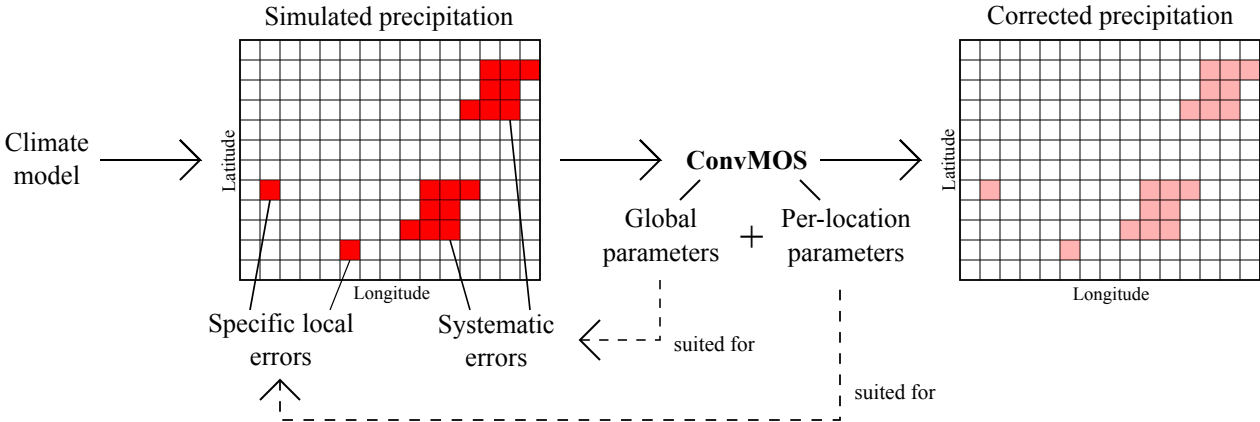 Simulated precipitation
Corrected precipitation
Climate
model
Latitude
Longitude
ConvMOS
Global
parameters
+
Per-location
parameters
Latitude
Longitude
Specific local
errors
Systematic
errors
suited for
suited for